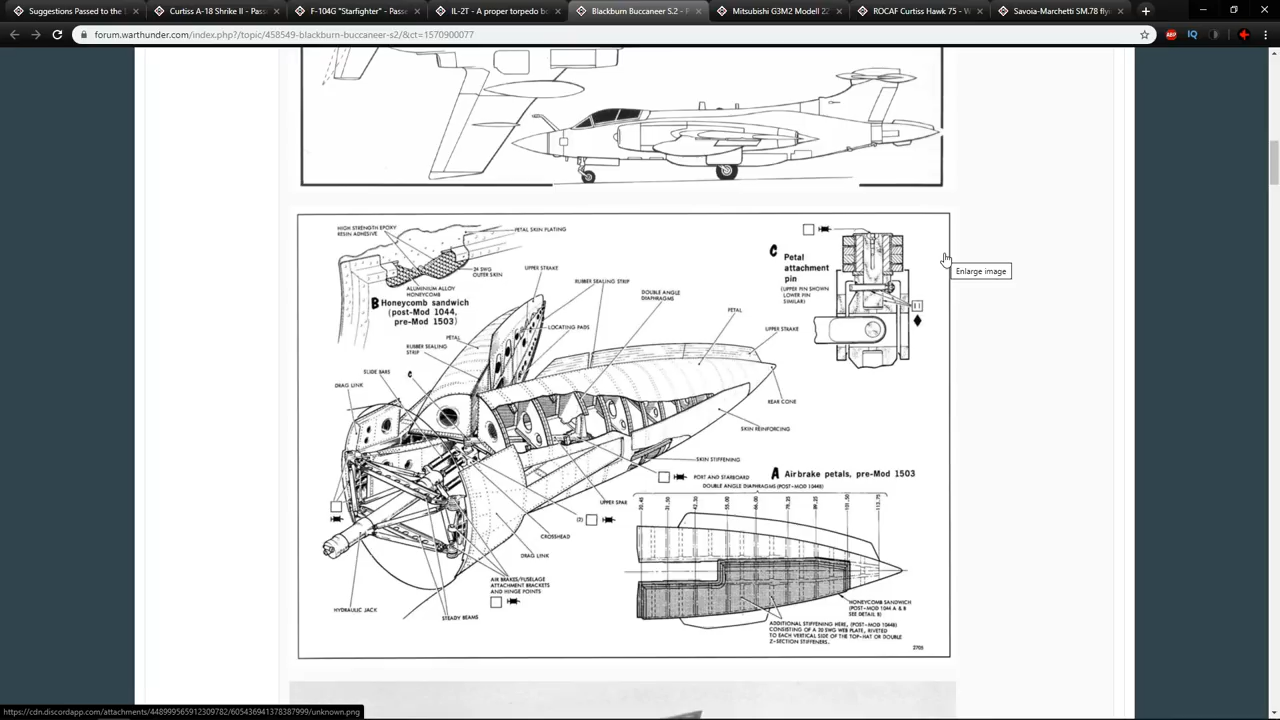 Suggestions Passed to be
Curtiss A-18 Shrike II - Passe
F-104G "Starfighter" - Passe
IL-2T - A proper torpedo bo
Blackburn Buccaneer S.2 -
Mitsubishi G3M2 Modell 22
ROCAF Curtiss Hawk 75 - W
Savoia-Marchetti SM.78 fly
forum.warthunder.com/index.php?/topic/458549-blackburn-buccaneer-s2/&ct=1570900077
HIGH STRENGTH EPOXY
RESIN ADHESIVE
PETAL SKIN PLATING
24 SWG
OUTER SKIN
ALUMINIUM ALLOY
HONEYCOMB
B Honeycomb sandwich
(post-Mod 1044,
pre-Mod 1503)
UPPER STRAKE
RUBBER SEALING STRIP
DOUBLE ANGLE
DIAPHRAGMS
LOCATING PADS
PETAL
UPPER STRAKE
C Petal
attachment
pin
(UPPER PIN SHOWN
LOWER PIN
SIMILAR)
Enlarge image
PETAL
RUBBER SEALING
STRIP
SLIDE BARS
C
DRAG LINK
REAR CONE
SKIN REINFORCING
SKIN STIFFENING
PORT AND STARBOARD
A Airbrake petals, pre-Mod 1503
DOUBLE ANGLE DIAPHRAGMS (POST-MOD 1044B)
UPPER SPAR
(2)
CROSSHEAD
DRAG LINK
AIR BRAKES/FUSELAGE
ATTACHMENT BRACKETS
AND HINGE POINTS
HYDRAULIC JACK
STEADY BEAMS
HONEYCOMB SANDWICH
(POST-MOD 1044 A & B
SEE DETAIL B)
ADDITIONAL STIFFENING HERE, (POST-MOD 1044B)
CONSISTING OF A 20 SWG WEB PLATE, RIVETED
TO EACH VERTICAL SIDE OF THE TOP-HAT OR DOUBLE
Z-SECTION STIFFENERS.
2705
https://cdn.discordapp.com/attachments/448999565912309782/605436941378387999/unknown.png